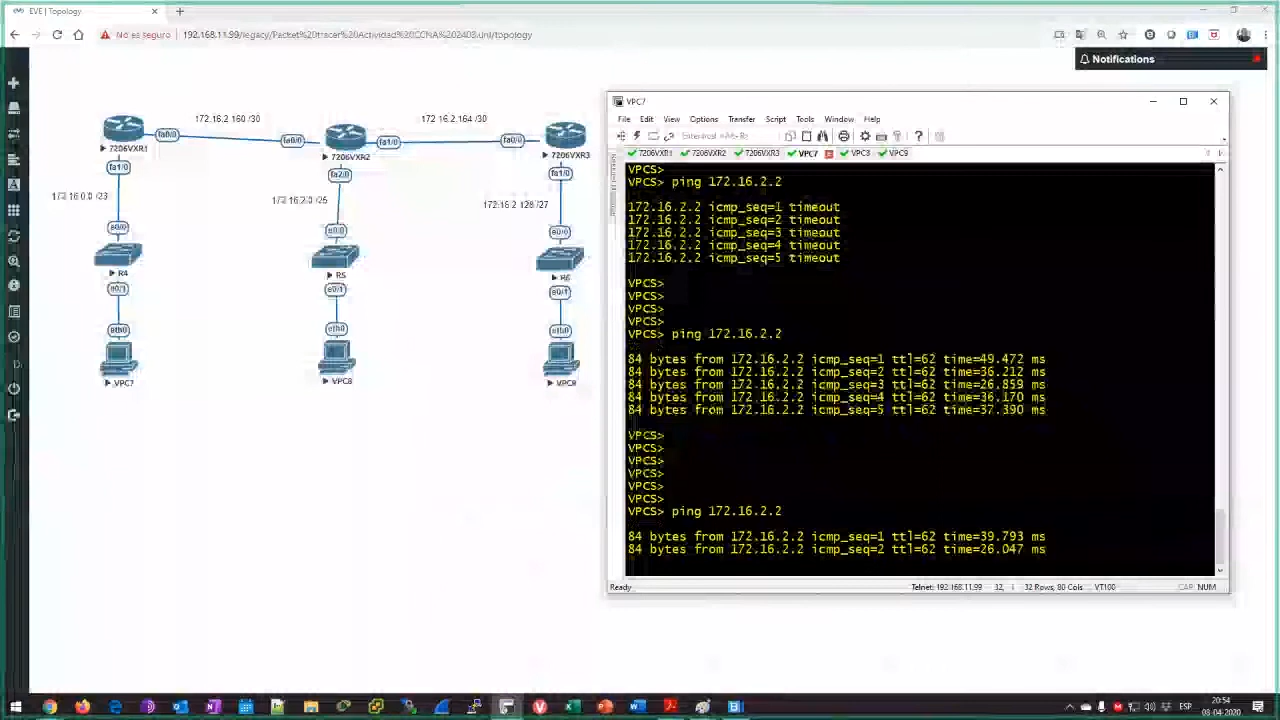 EVE | Topology
No es seguro | 192.168.11.99/legacy/Packet%20tracer%20Actividad%20CCNA%202408.unl/topology
Notifications
172.16.2.160 /30
172.16.2.164 /30
fa0/0
fa0/0
fa1/0
fa0/0
7206VXR1
7206VXR2
7206VXR3
fa1/0
fa2/0
fa1/0
172.16.0.0 /23
172.16.2.0 /25
172.16.2.128 /27
e0/0
e0/0
e0/0
R4
R5
R6
e0/1
e0/1
e0/1
eth0
eth0
eth0
VPC7
VPC8
VPC9
VPC7
File Edit View Options Transfer Script Tools Window Help
Enter host <Alt+R>
7206VXR1 7206VXR2 7206VXR3 VPC7 VPC8 VPC9
VPCS>
VPCS> ping 172.16.2.2
172.16.2.2 icmp_seq=1 timeout
172.16.2.2 icmp_seq=2 timeout
172.16.2.2 icmp_seq=3 timeout
172.16.2.2 icmp_seq=4 timeout
172.16.2.2 icmp_seq=5 timeout
VPCS>
VPCS>
VPCS>
VPCS>
VPCS> ping 172.16.2.2
84 bytes from 172.16.2.2 icmp_seq=1 ttl=62 time=49.472 ms
84 bytes from 172.16.2.2 icmp_seq=2 ttl=62 time=36.212 ms
84 bytes from 172.16.2.2 icmp_seq=3 ttl=62 time=26.859 ms
84 bytes from 172.16.2.2 icmp_seq=4 ttl=62 time=36.170 ms
84 bytes from 172.16.2.2 icmp_seq=5 ttl=62 time=37.390 ms
VPCS>
VPCS>
VPCS>
VPCS>
VPCS>
VPCS>
VPCS> ping 172.16.2.2
84 bytes from 172.16.2.2 icmp_seq=1 ttl=62 time=39.793 ms
84 bytes from 172.16.2.2 icmp_seq=2 ttl=62 time=26.047 ms
Ready
Telnet: 192.168.11.99 32, 1 32 Rows, 80 Cols VT100 CAP NUM
ESP
20:54
08-04-2020